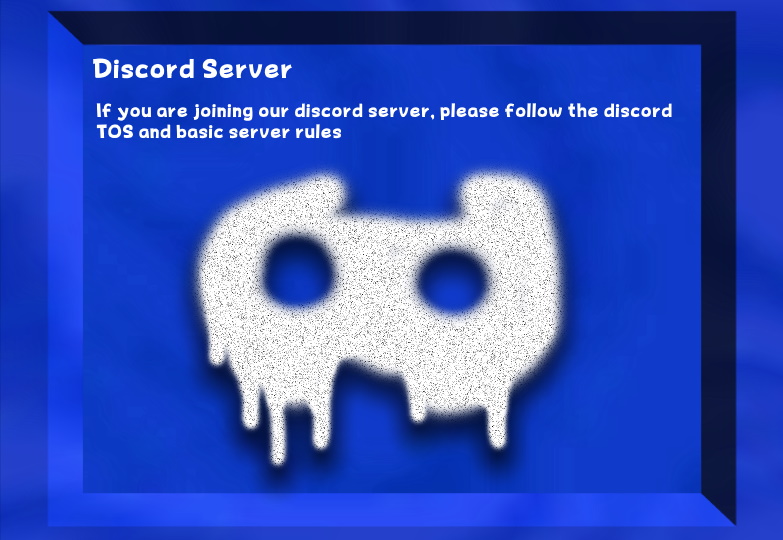 Discord Server
If you are joining our discord server, please follow the discord
TOS and basic server rules